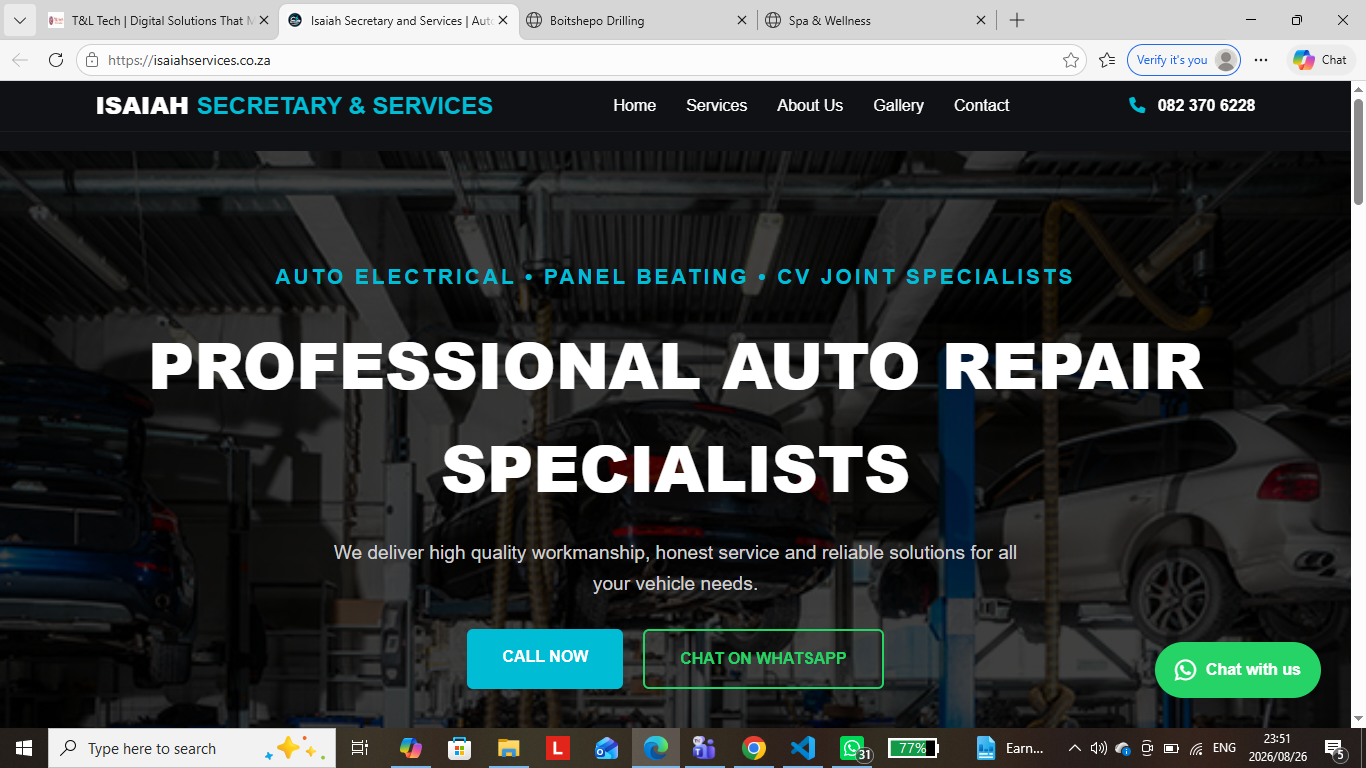 T&L Tech | Digital Solutions That M
Isaiah Secretary and Services | Auto
Boitshepo Drilling
Spa & Wellness
https://isaiahservices.co.za
Verify it's you
Chat
ISAIAH SECRETARY & SERVICES
Home
Services
About Us
Gallery
Contact
082 370 6228
AUTO ELECTRICAL • PANEL BEATING • CV JOINT SPECIALISTS
PROFESSIONAL AUTO REPAIR
SPECIALISTS
We deliver high quality workmanship, honest service and reliable solutions for all
your vehicle needs.
CALL NOW
CHAT ON WHATSAPP
Chat with us
Type here to search
L
31
77%
Earn...
ENG
23:51
2026/08/26
5